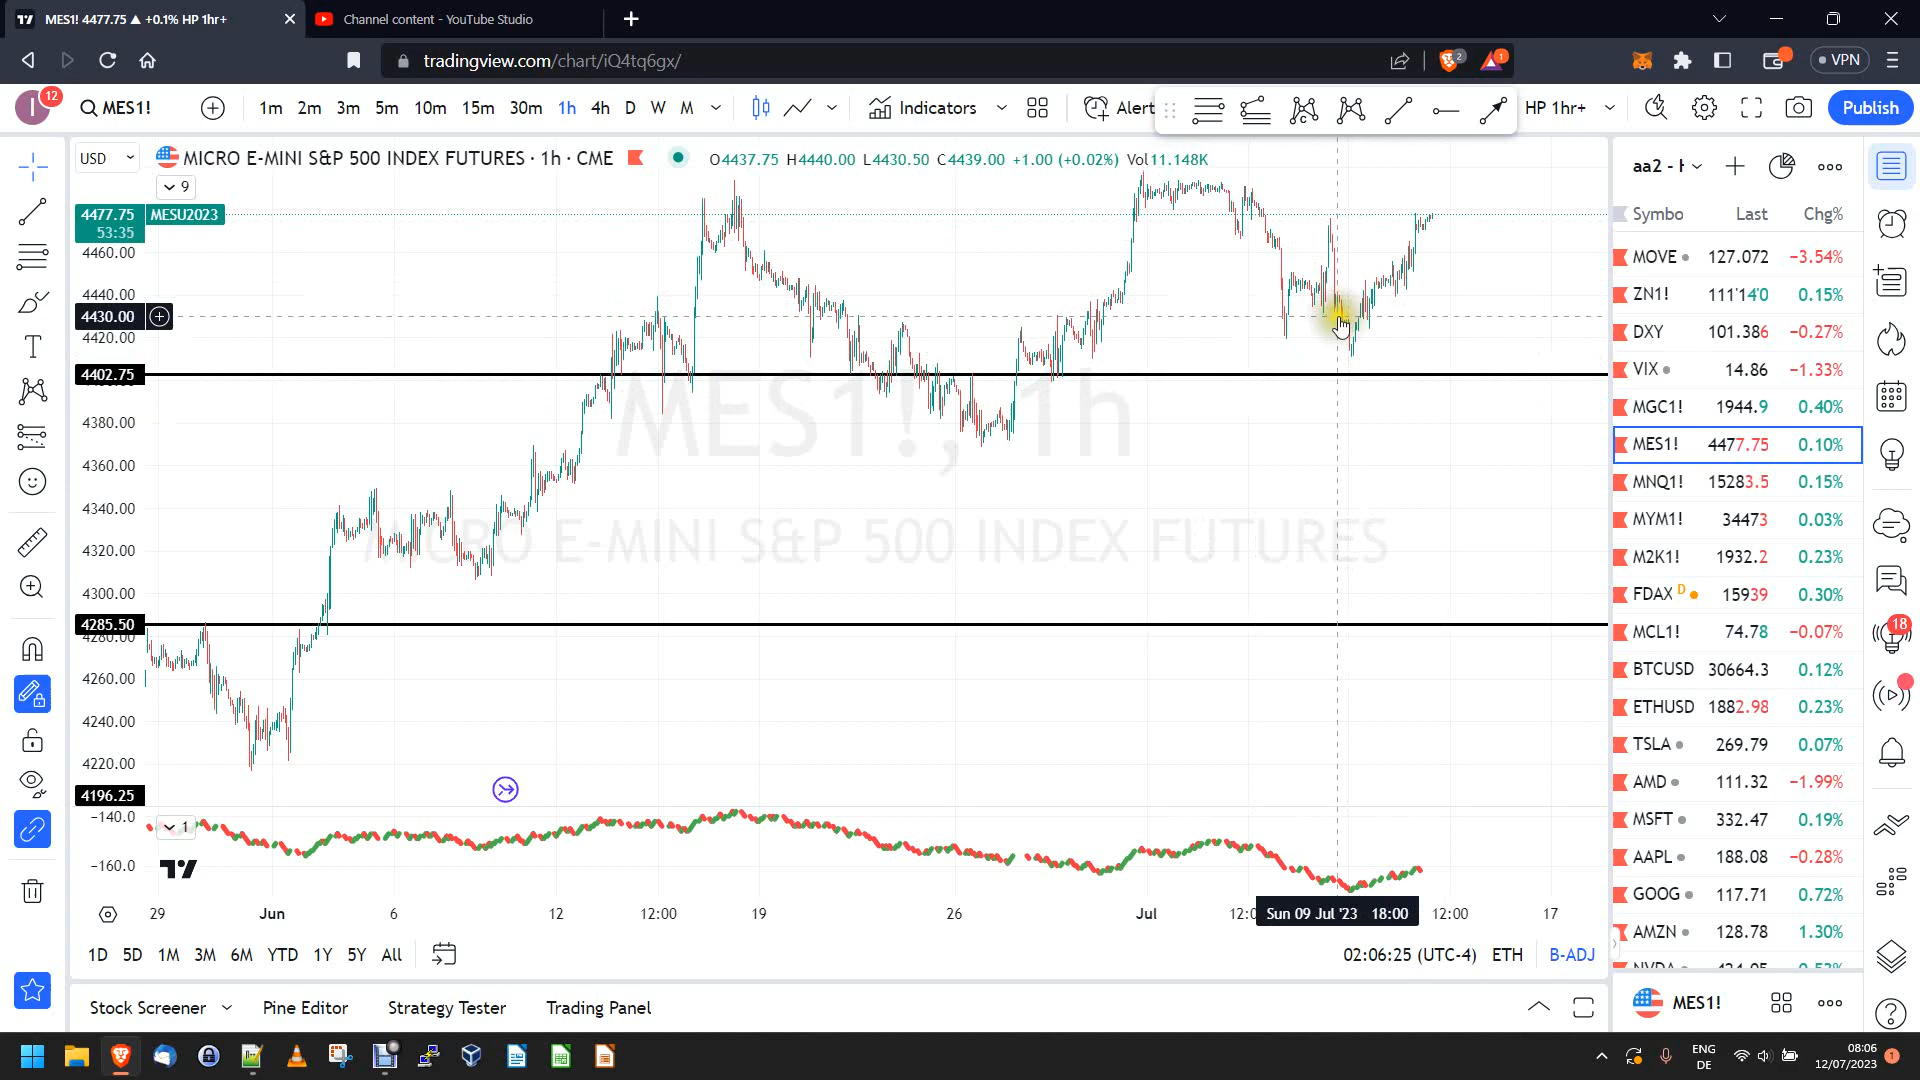 MES1! 4477.75 ▲ +0.1% HP 1hr+
Channel content - YouTube Studio
tradingview.com/chart/iQ4tq6gx/
2
1
VPN
12
MES1!
1m 2m 3m 5m 10m 15m 30m 1h 4h D W M
Indicators
Alert
HP 1hr+
Publish
USD
MICRO E-MINI S&P 500 INDEX FUTURES · 1h · CME
O4437.75 H4440.00 L4430.50 C4439.00 +1.00 (+0.02%) Vol11.148K
9
4477.75
MESU2023
53:35
4460.00
4440.00
4430.00
4420.00
4402.75
4380.00
4360.00
4340.00
4320.00
4300.00
4285.50
4280.00
4260.00
4240.00
4220.00
4196.25
−140.0
−160.0
1
MES1!, 1h
MICRO E-MINI S&P 500 INDEX FUTURES
29 Jun 6 12 12:00 19 26 Jul Sun 09 Jul '23 18:00 12:00 17
1D 5D 1M 3M 6M YTD 1Y 5Y All
02:06:25 (UTC-4) ETH B-ADJ
Stock Screener
Pine Editor
Strategy Tester
Trading Panel
aa2 -
Symbo Last Chg%
MOVE 127.072 −3.54%
ZN1! 111'14'0 0.15%
DXY 101.386 −0.27%
VIX 14.86 −1.33%
MGC1! 1944.9 0.40%
MES1! 4477.75 0.10%
MNQ1! 15283.5 0.15%
MYM1! 34473 0.03%
M2K1! 1932.2 0.23%
FDAX D 15939 0.30%
MCL1! 74.78 −0.07%
BTCUSD 30664.3 0.12%
ETHUSD 1882.98 0.23%
TSLA 269.79 0.07%
AMD 111.32 −1.99%
MSFT 332.47 0.19%
AAPL 188.08 −0.28%
GOOG 117.71 0.72%
AMZN 128.78 1.30%
MES1!
18
ENG
DE
08:06
12/07/2023
1